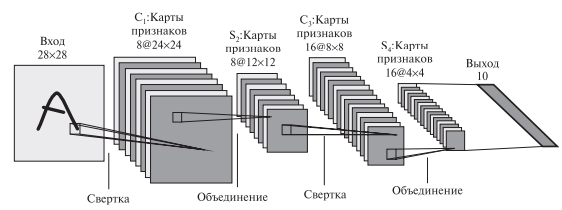 Вход
28×28
C₁:Карты
признаков
8@24×24
S₂:Карты
признаков
8@12×12
C₃:Карты
признаков
16@8×8
S₄:Карты
признаков
16@4×4
Выход
10
Свертка
Объединение
Свертка
Объединение